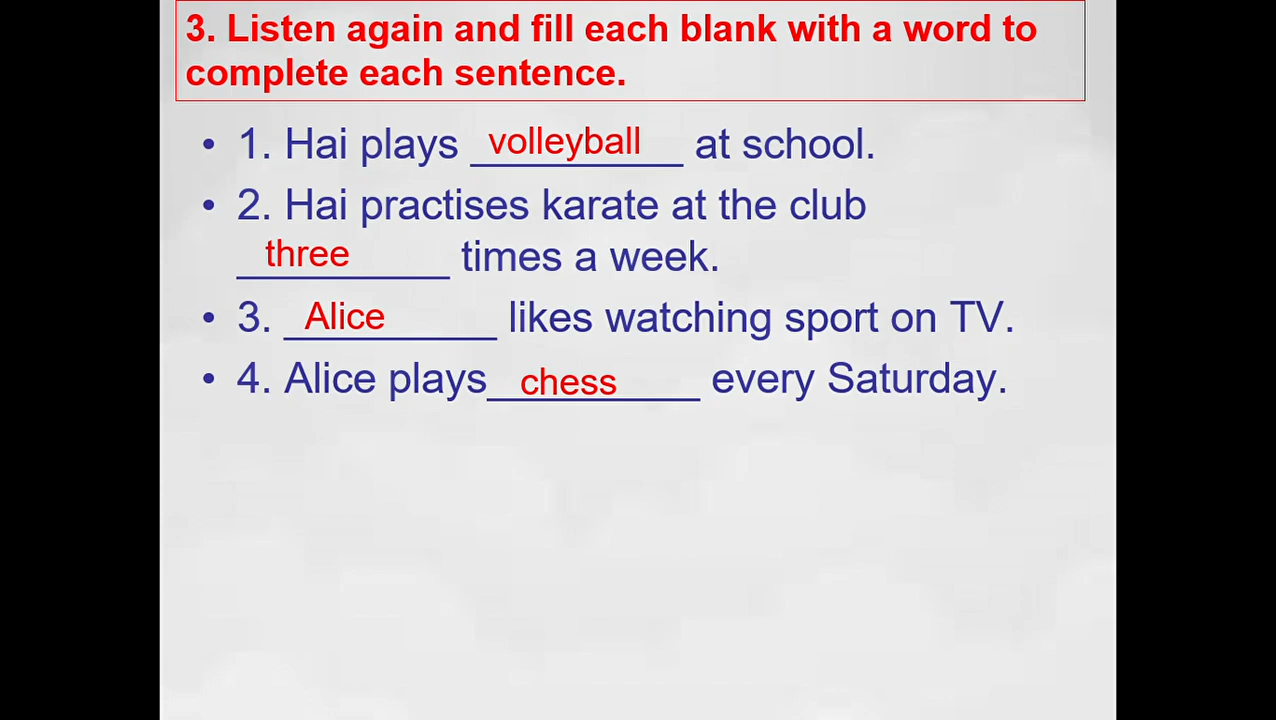 3. Listen again and fill each blank with a word to
complete each sentence.
• 1. Hai plays volleyball at school.
• 2. Hai practises karate at the club
three times a week.
• 3. Alice likes watching sport on TV.
• 4. Alice plays chess every Saturday.